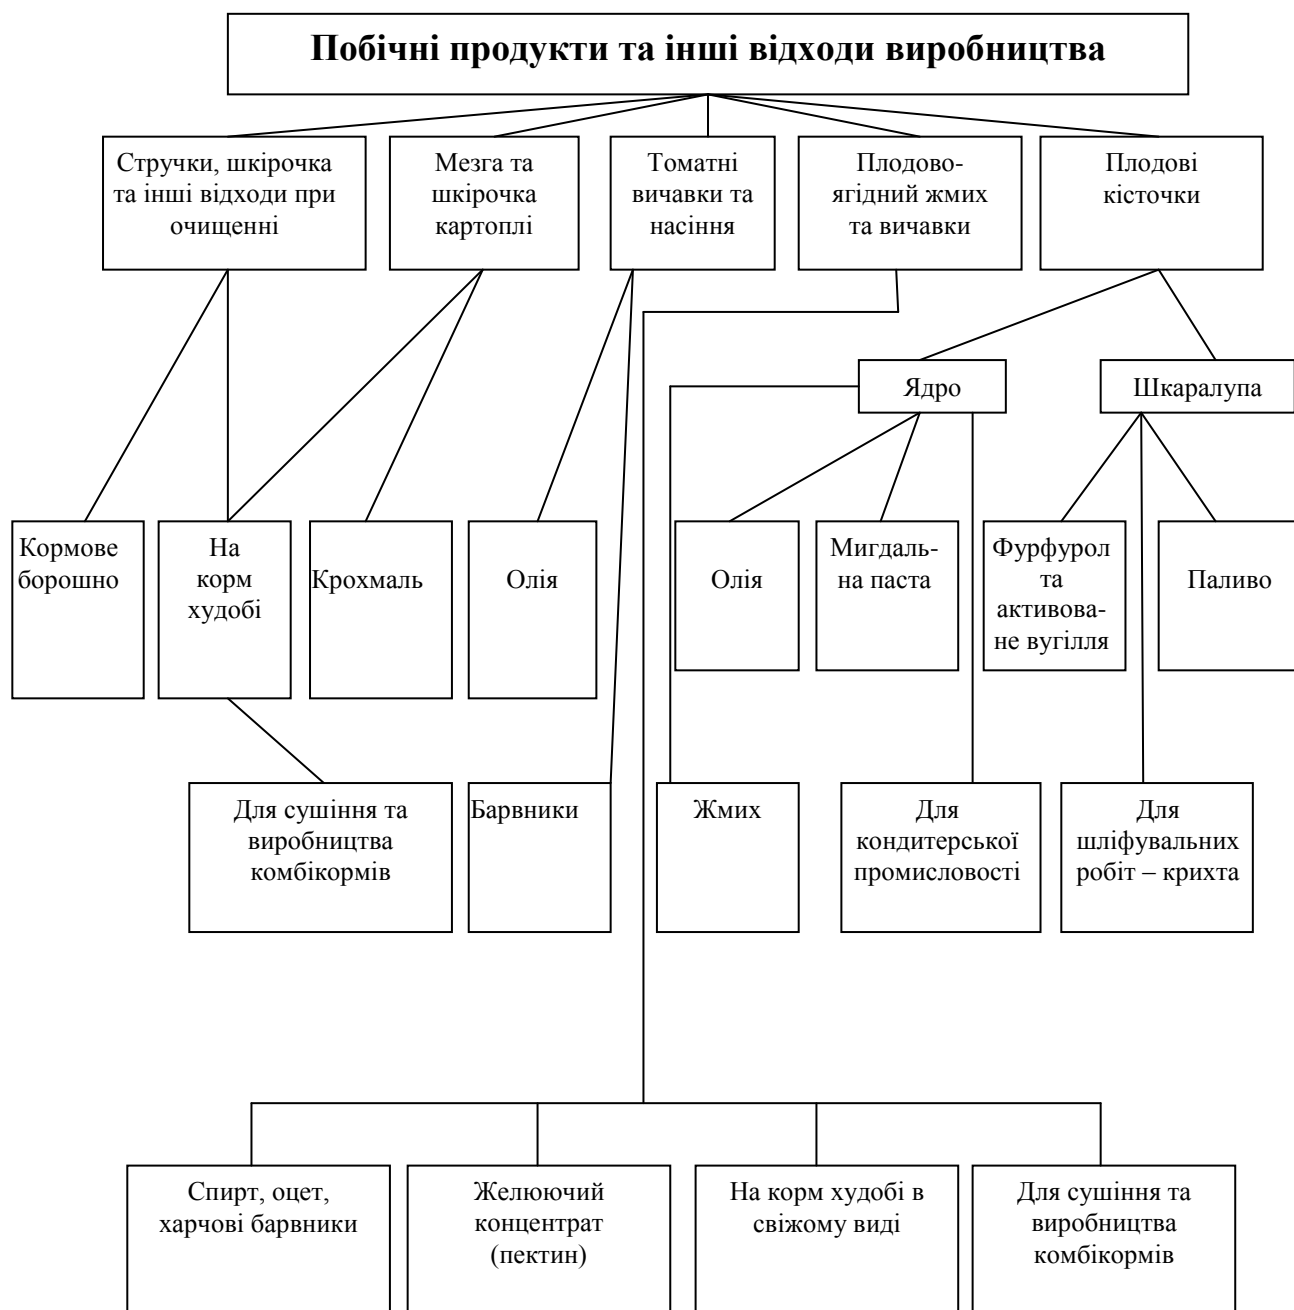 Побічні продукти та інші відходи виробництва
Стручки, шкірочка
та інші відходи при
очищенні
Мезга та
шкірочка
картоплі
Томатні
вичавки та
насіння
Плодово-
ягідний жмих
та вичавки
Плодові
кісточки
Ядро
Шкаралупа
Кормове
борошно
На
корм
худобі
Крохмаль
Олія
Олія
Мигдаль-
на паста
Фурфурол
та
активова-
не вугілля
Паливо
Для сушіння та
виробництва
комбікормів
Барвники
Жмих
Для
кондитерської
промисловості
Для
шліфувальних
робіт – крихта
Спирт, оцет,
харчові барвники
Желюючий
концентрат
(пектин)
На корм худобі в
свіжому виді
Для сушіння та
виробництва
комбікормів